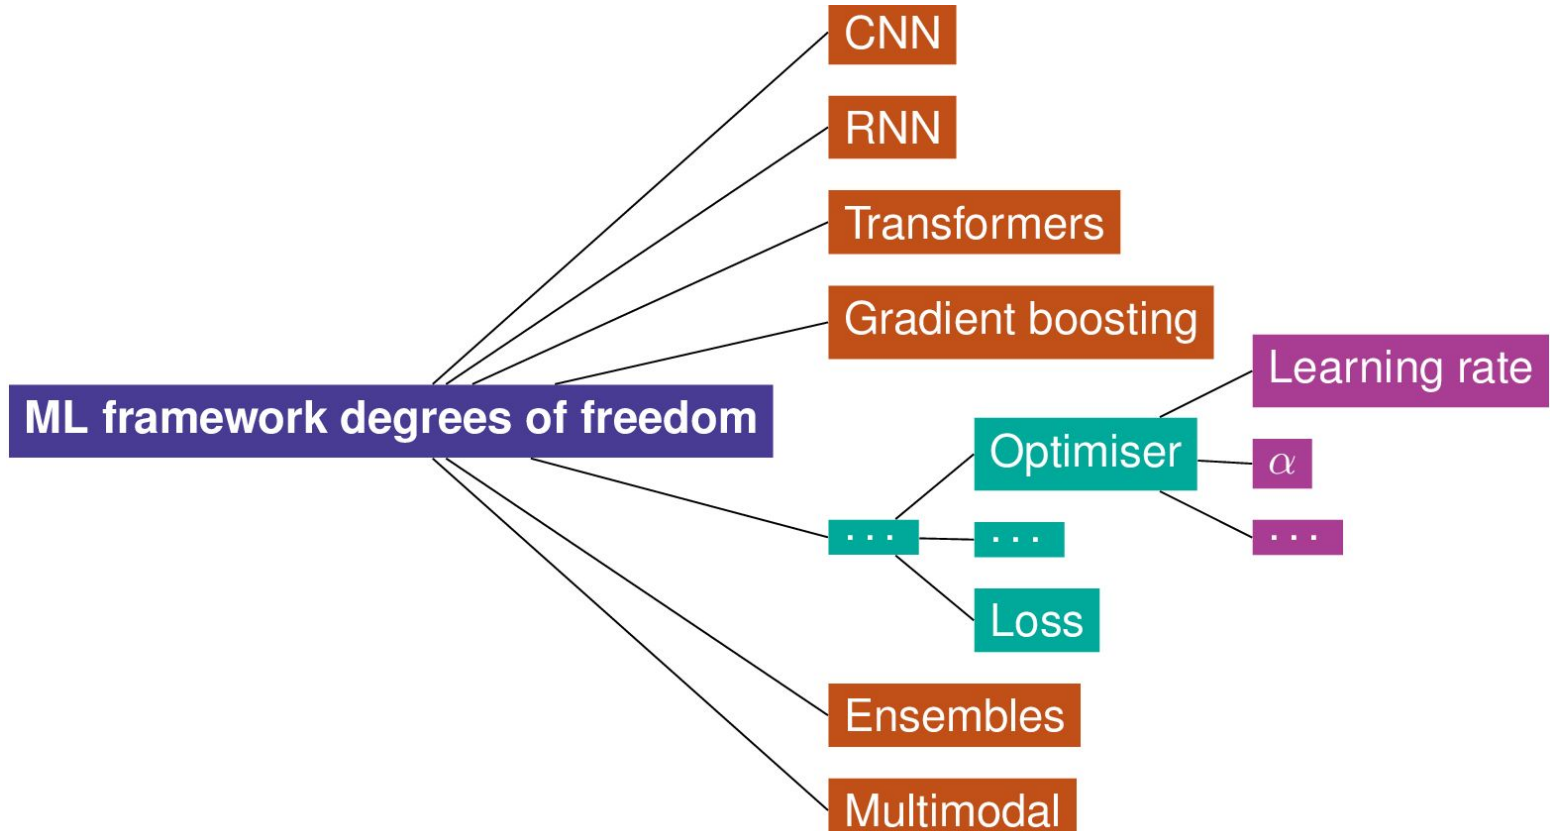 CNN
RNN
Transformers
Gradient boosting
Learning rate
ML framework degrees of freedom
Optimiser
α
...
...
...
Loss
Ensembles
Multimodal